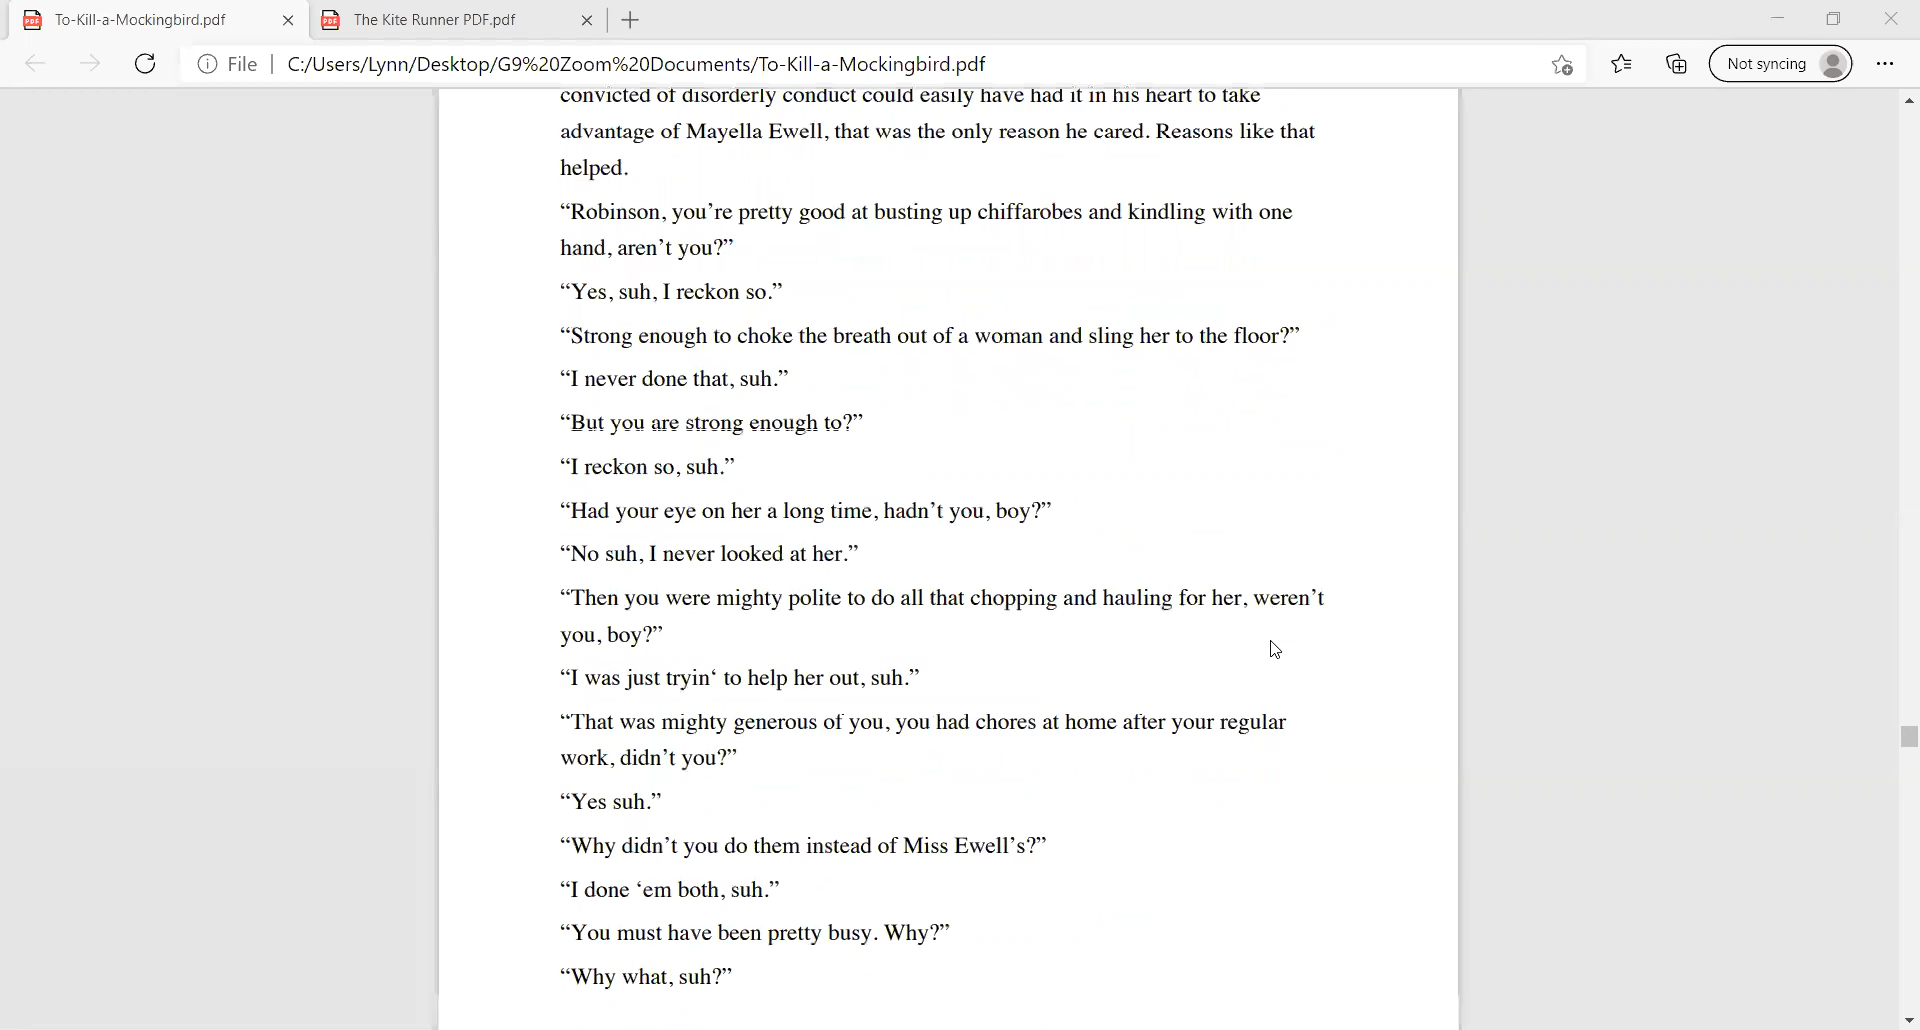 To-Kill-a-Mockingbird.pdf
The Kite Runner PDF.pdf
File
C:/Users/Lynn/Desktop/G9%20Zoom%20Documents/To-Kill-a-Mockingbird.pdf
Not syncing
convicted of disorderly conduct could easily have had it in his heart to take
advantage of Mayella Ewell, that was the only reason he cared. Reasons like that
helped.
“Robinson, you’re pretty good at busting up chiffarobes and kindling with one
hand, aren’t you?”
“Yes, suh, I reckon so.”
“Strong enough to choke the breath out of a woman and sling her to the floor?”
“I never done that, suh.”
“But you are strong enough to?”
“I reckon so, suh.”
“Had your eye on her a long time, hadn’t you, boy?”
“No suh, I never looked at her.”
“Then you were mighty polite to do all that chopping and hauling for her, weren’t
you, boy?”
“I was just tryin‘ to help her out, suh.”
“That was mighty generous of you, you had chores at home after your regular
work, didn’t you?”
“Yes suh.”
“Why didn’t you do them instead of Miss Ewell’s?”
“I done ‘em both, suh.”
“You must have been pretty busy. Why?”
“Why what, suh?”